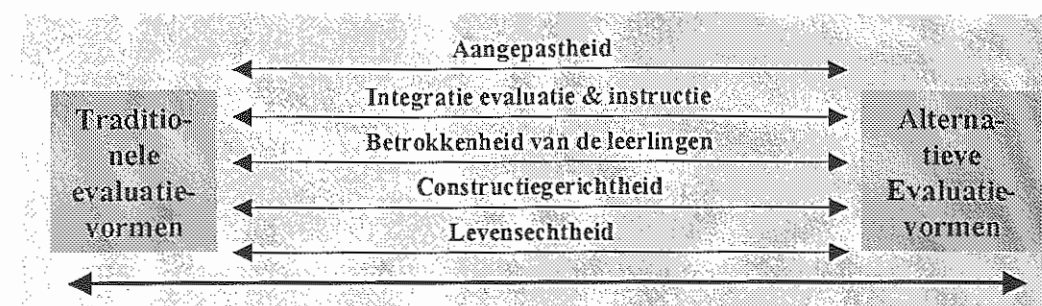 Aangepastheid
Integratie evaluatie & instructie
Betrokkenheid van de leerlingen
Constructiegerichtheid
Levensechtheid
Traditio-
nele
evaluatie-
vormen
Alterna-
tieve
Evaluatie-
vormen